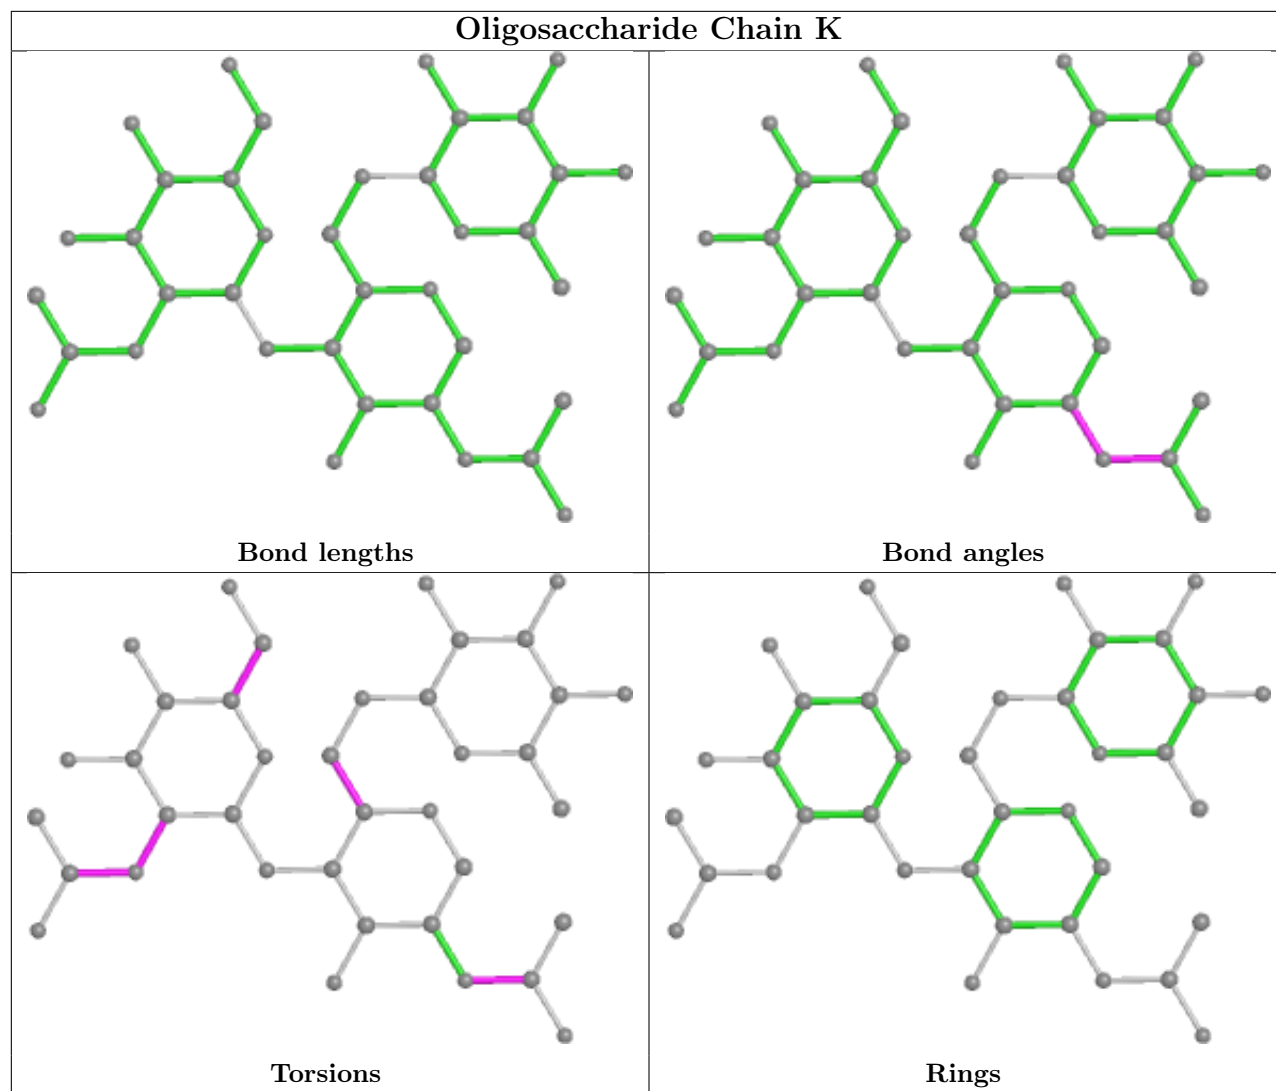 Oligosaccharide Chain K
Bond lengths
Bond angles
Torsions
Rings